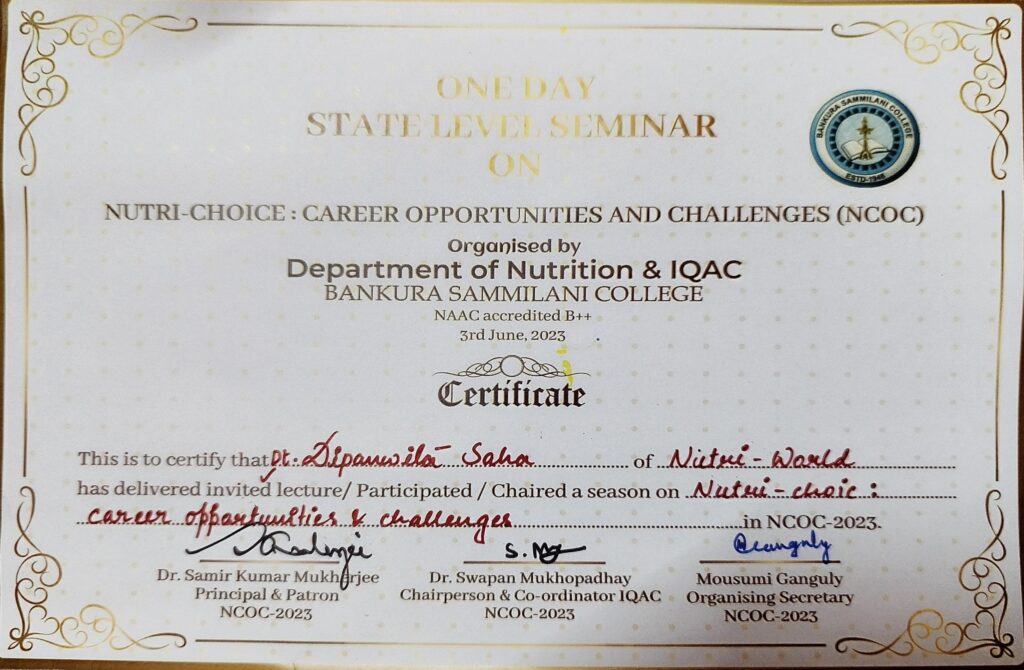 ONE DAY
STATE LEVEL SEMINAR
ON
BANKURA SAMMILANI COLLEGE
ESTD-1948
NUTRI-CHOICE : CAREER OPPORTUNITIES AND CHALLENGES (NCOC)
Organised by
Department of Nutrition & IQAC
BANKURA SAMMILANI COLLEGE
NAAC accredited B++
3rd June, 2023
Certificate
This is to certify that Dt. Dipanwita Saha of Nutri-World
has delivered invited lecture/ Participated / Chaired a season on Nutri-choic :
career opportunities & challenges in NCOC-2023.
Dr. Samir Kumar Mukherjee Dr. Swapan Mukhopadhay Mousumi Ganguly
Principal & Patron Chairperson & Co-ordinator IQAC Organising Secretary
NCOC-2023 NCOC-2023 NCOC-2023